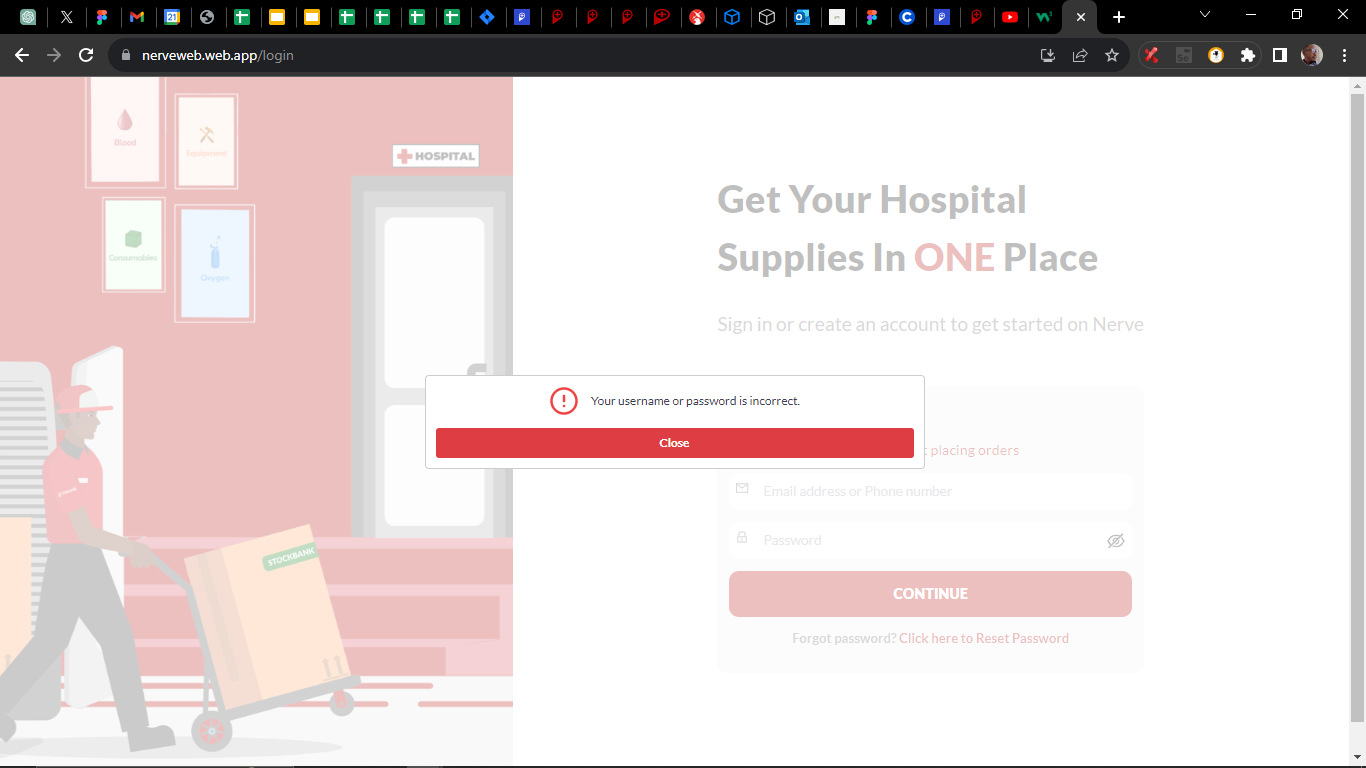 nerveweb.web.app/login
Blood
Equipment
HOSPITAL
Consumables
Oxygen
STOCKBANK
Get Your Hospital
Supplies In ONE Place
Sign in or create an account to get started on Nerve
Your username or password is incorrect.
Close
placing orders
Email address or Phone number
Password
CONTINUE
Forgot password? Click here to Reset Password